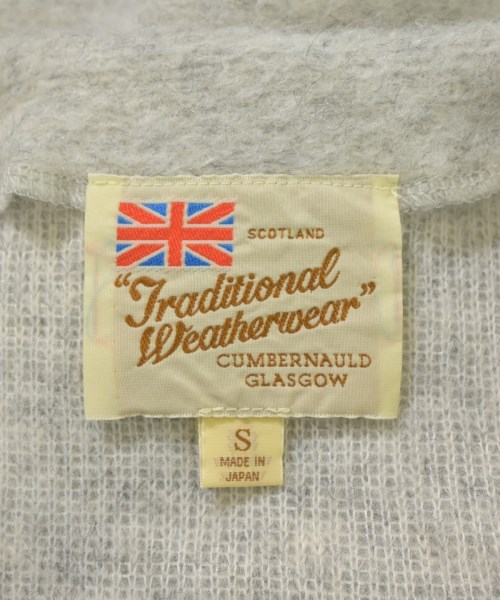 SCOTLAND
"Traditional
Weatherwear"
CUMBERNAULD
GLASGOW
S
MADE IN
JAPAN